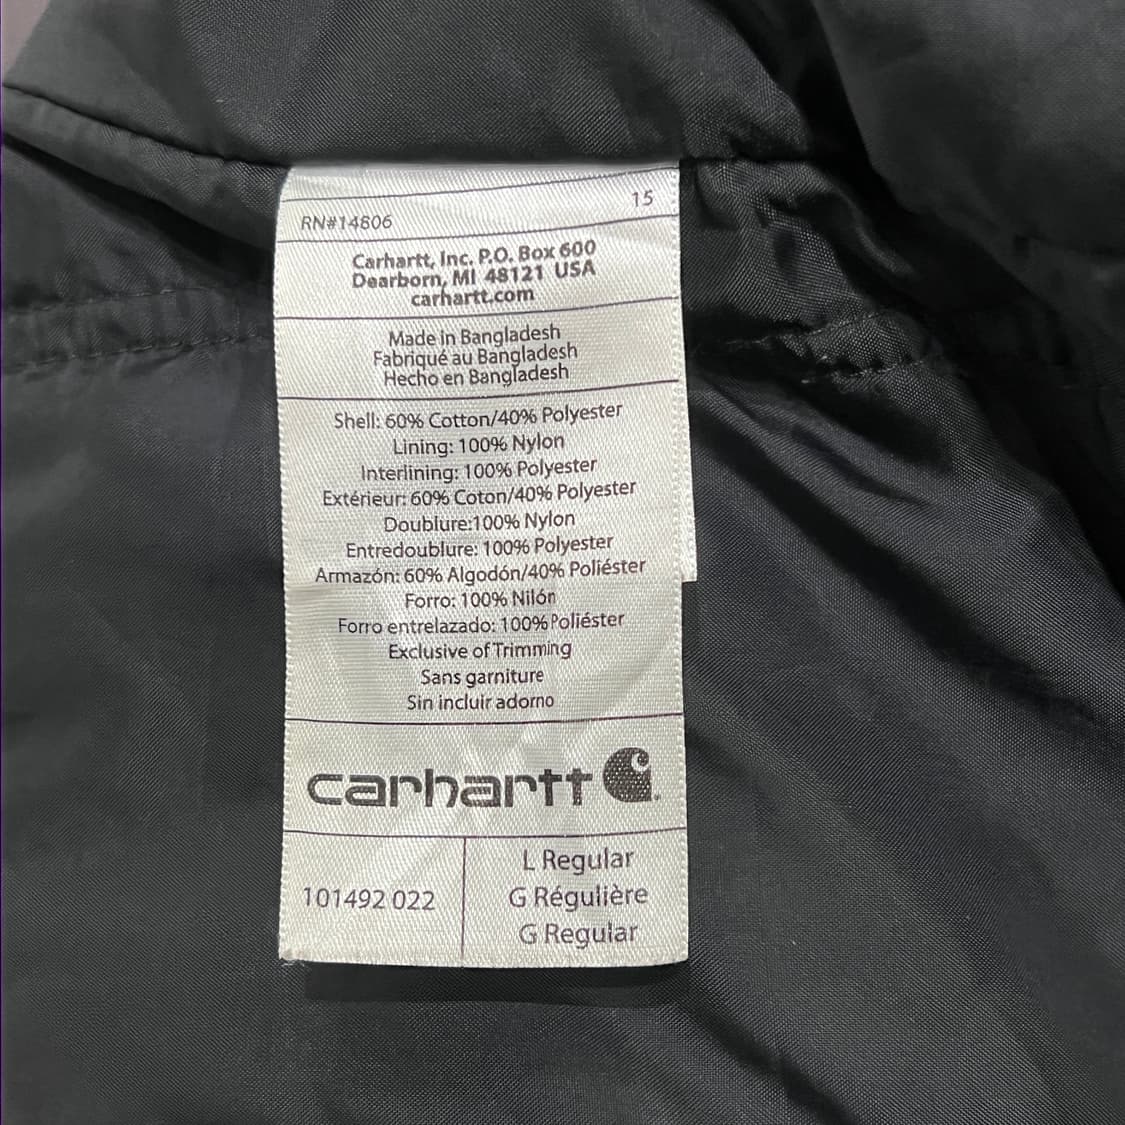 15
RN#14806
Carhartt, Inc. P.O. Box 600
Dearborn, MI 48121 USA
carhartt.com
Made in Bangladesh
Fabriqué au Bangladesh
Hecho en Bangladesh
Shell: 60% Cotton/40% Polyester
Lining: 100% Nylon
Interlining: 100% Polyester
Extérieur: 60% Coton/40% Polyester
Doublure:100% Nylon
Entredoublure: 100% Polyester
Armazón: 60% Algodón/40% Poliéster
Forro: 100% Nilón
Forro entrelazado: 100% Poliéster
Exclusive of Trimming
Sans garniture
Sin incluir adorno
carhartt
101492 022
L Regular
G Régulière
G Regular